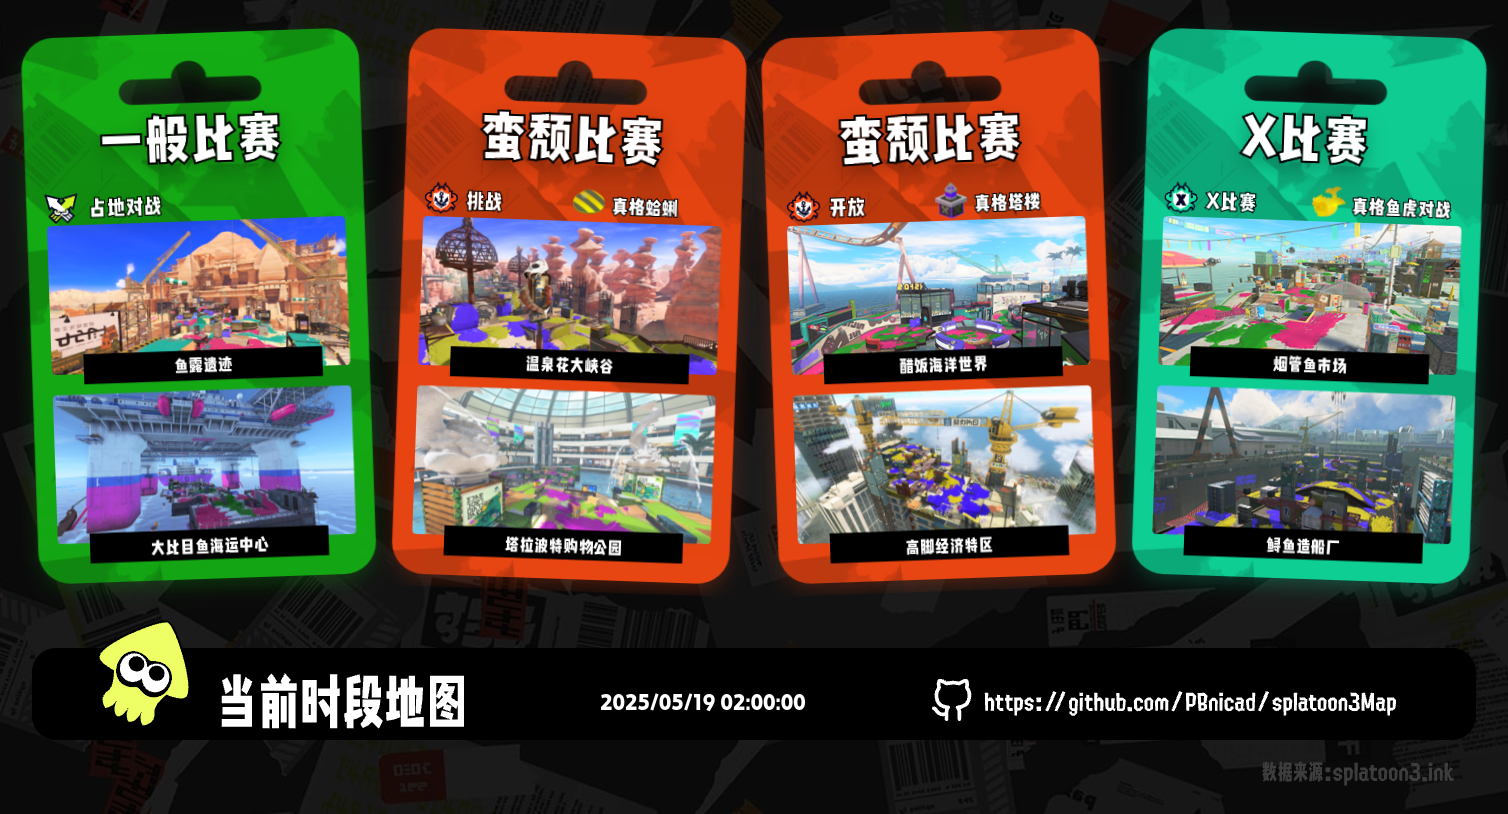 一般比赛
占地对战
鱼露遗迹
大比目鱼海运中心
蛮颓比赛
挑战
真格蛤蜊
温泉花大峡谷
塔拉波特购物公园
蛮颓比赛
开放
真格塔楼
醋饭海洋世界
高脚经济特区
X比赛
X比赛
真格鱼虎对战
烟管鱼市场
鲟鱼造船厂
当前时段地图
2025/05/19 02:00:00
https://github.com/PBnicad/splatoon3Map
数据来源:splatoon3.ink